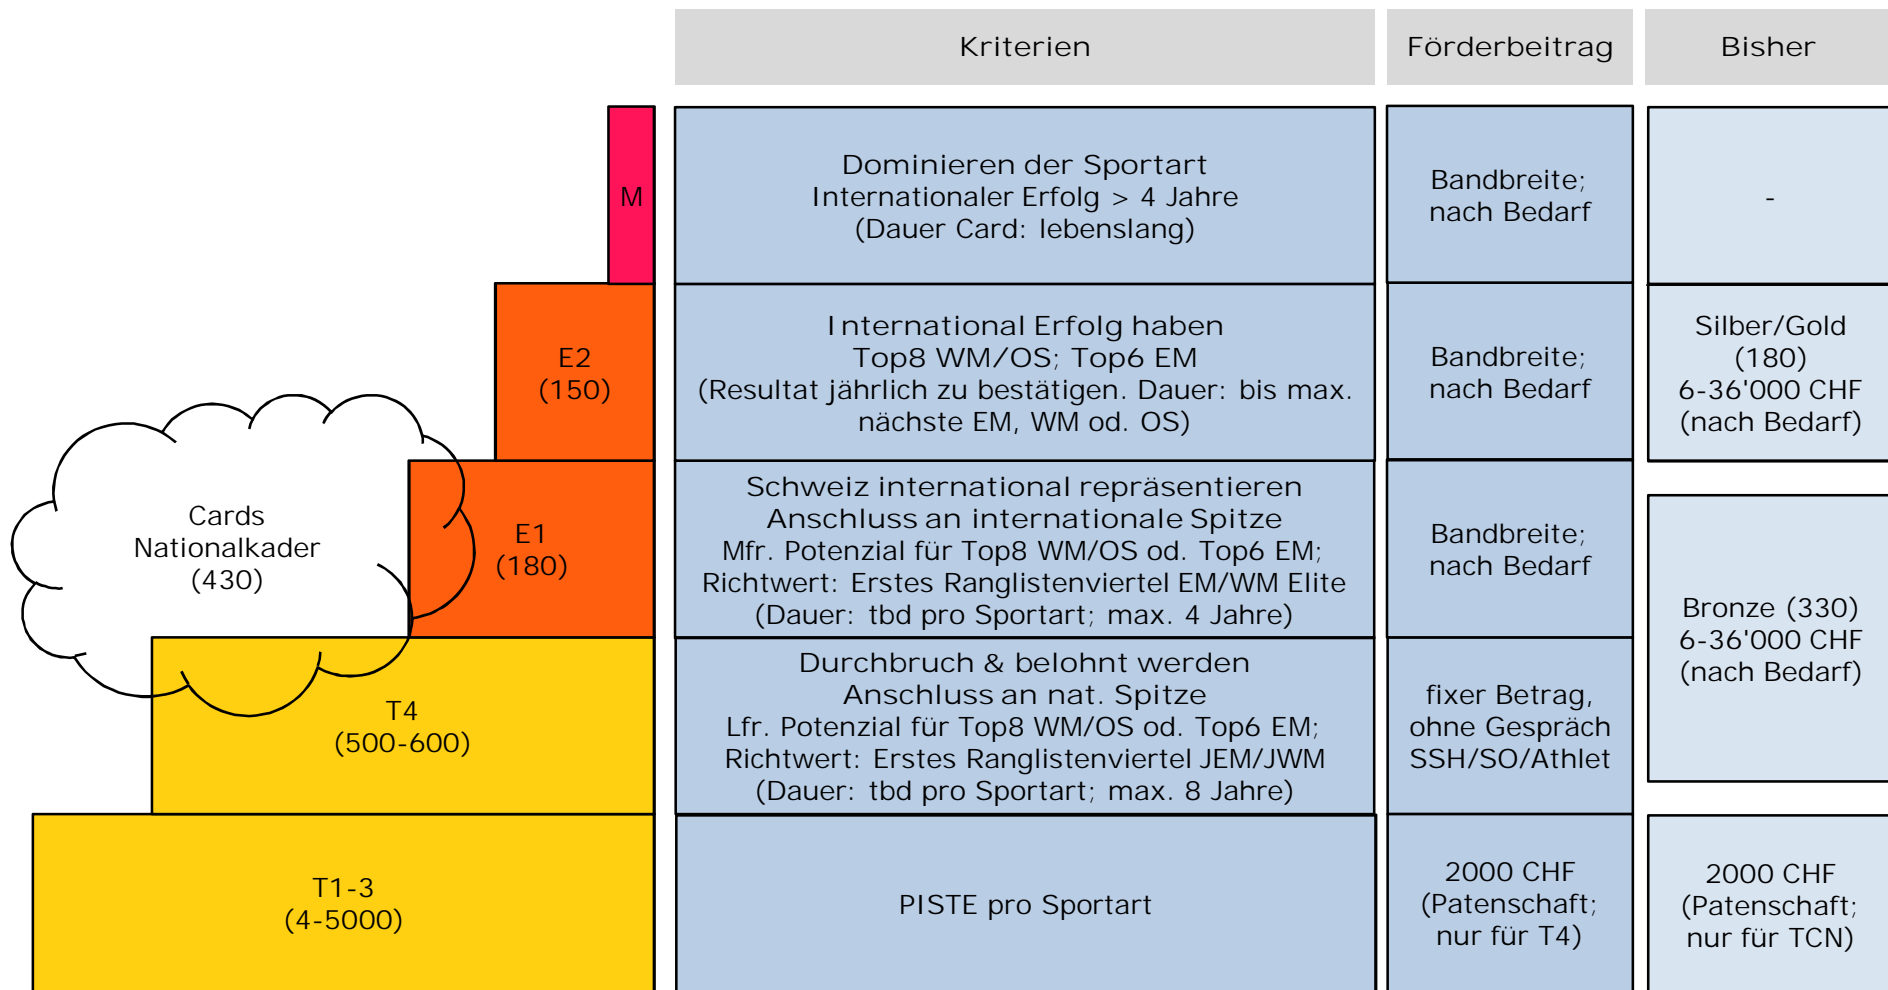 Kriterien
Förderbeitrag
Bisher
M
Dominieren der Sportart
Internationaler Erfolg > 4 Jahre
(Dauer Card: lebenslang)
Bandbreite;
nach Bedarf
-
E2
(150)
International Erfolg haben
Top8 WM/OS; Top6 EM
(Resultat jährlich zu bestätigen. Dauer: bis max.
nächste EM, WM od. OS)
Bandbreite;
nach Bedarf
Silber/Gold
(180)
6-36'000 CHF
(nach Bedarf)
Cards
Nationalkader
(430)
E1
(180)
Schweiz international repräsentieren
Anschluss an internationale Spitze
Mfr. Potenzial für Top8 WM/OS od. Top6 EM;
Richtwert: Erstes Ranglistenviertel EM/WM Elite
(Dauer: tbd pro Sportart; max. 4 Jahre)
Bandbreite;
nach Bedarf
Bronze (330)
6-36'000 CHF
(nach Bedarf)
T4
(500-600)
Durchbruch & belohnt werden
Anschluss an nat. Spitze
Lfr. Potenzial für Top8 WM/OS od. Top6 EM;
Richtwert: Erstes Ranglistenviertel JEM/JWM
(Dauer: tbd pro Sportart; max. 8 Jahre)
fixer Betrag,
ohne Gespräch
SSH/SO/Athlet
T1-3
(4-5000)
PISTE pro Sportart
2000 CHF
(Patenschaft;
nur für T4)
2000 CHF
(Patenschaft;
nur für TCN)